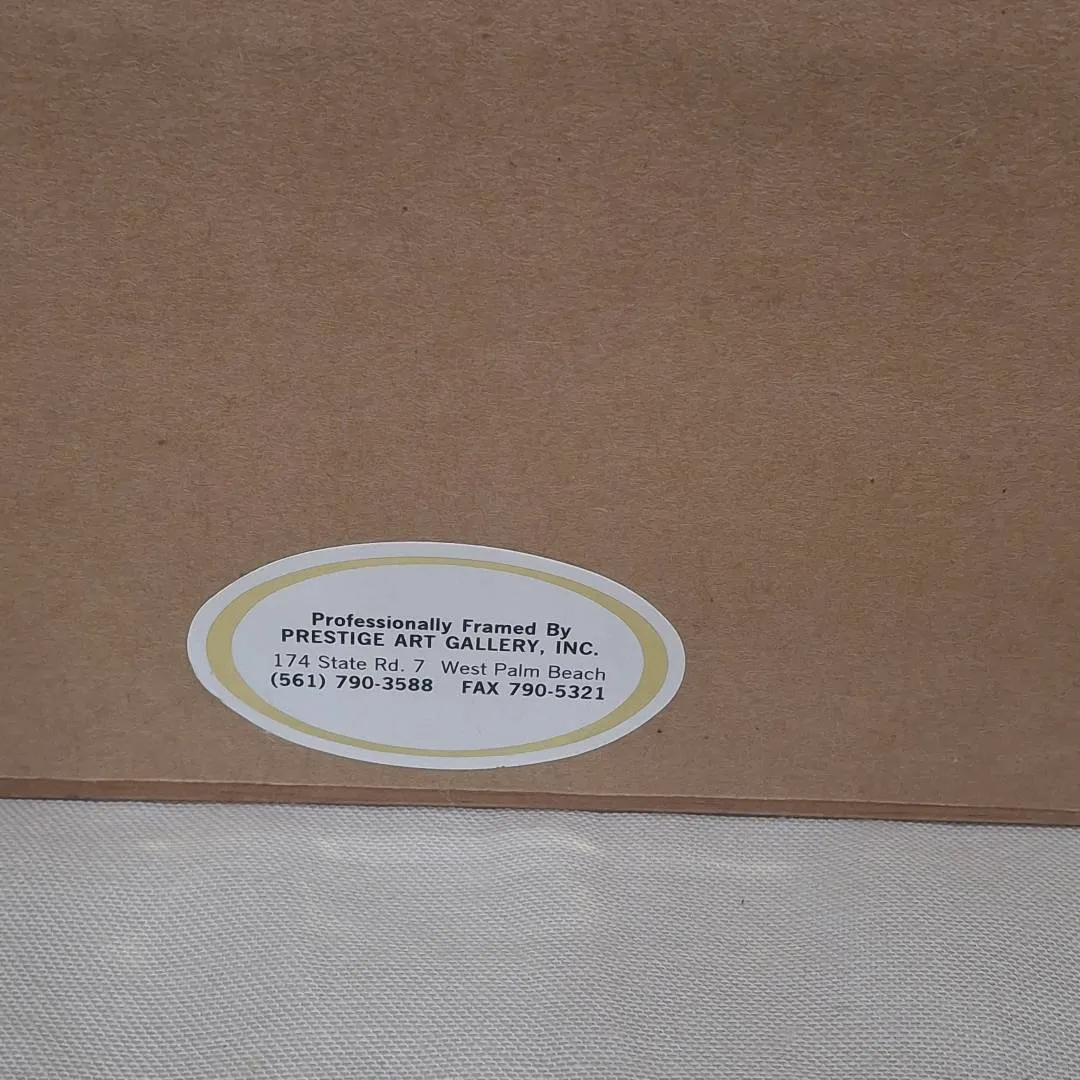 Professionally Framed By
PRESTIGE ART GALLERY, INC.
174 State Rd. 7 West Palm Beach
(561) 790-3588 FAX 790-5321